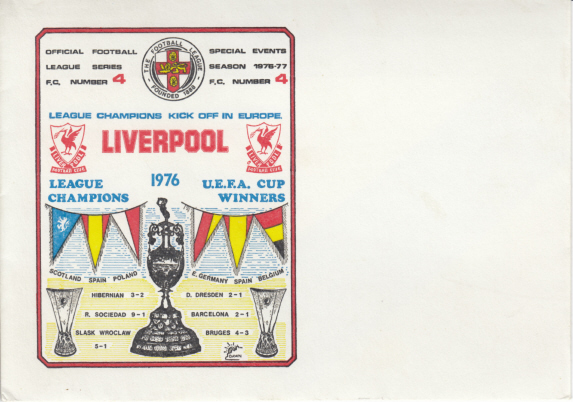 OFFICIAL FOOTBALL
LEAGUE SERIES
F.C. NUMBER 4
THE FOOTBALL LEAGUE
FOUNDED 1888
SPECIAL EVENTS
SEASON 1976-77
F.C. NUMBER 4
LEAGUE CHAMPIONS KICK OFF IN EUROPE.
LIVERPOOL
LEAGUE
CHAMPIONS
1976
U.E.F.A. CUP
WINNERS
SCOTLAND SPAIN POLAND
E. GERMANY SPAIN BELGIUM
HIBERNIAN 3-2
R. SOCIEDAD 9-1
SLASK WROCLAW
5-1
D. DRESDEN 2-1
BARCELONA 2-1
BRUGES 4-3